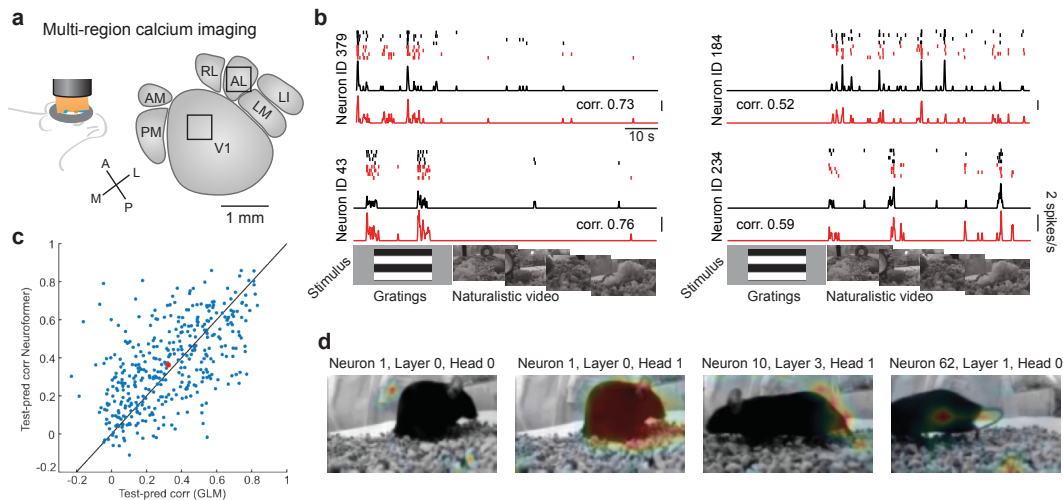 a
Multi-region calcium imaging
RL
AL
LI
AM
LM
PM
V1
A
L
M
P
1 mm
b
Neuron ID 379
corr. 0.73
10 s
Neuron ID 184
corr. 0.52
Neuron ID 43
corr. 0.76
Neuron ID 234
corr. 0.59
2 spikes/s
Stimulus
Gratings
Naturalistic video
Stimulus
Gratings
Naturalistic video
c
Test-pred corr Neuroformer
1
0.8
0.6
0.4
0.2
0
-0.2
-0.2
0
0.2
0.4
0.6
0.8
1
Test-pred corr (GLM)
d
Neuron 1, Layer 0, Head 0
Neuron 1, Layer 0, Head 1
Neuron 10, Layer 3, Head 1
Neuron 62, Layer 1, Head 0